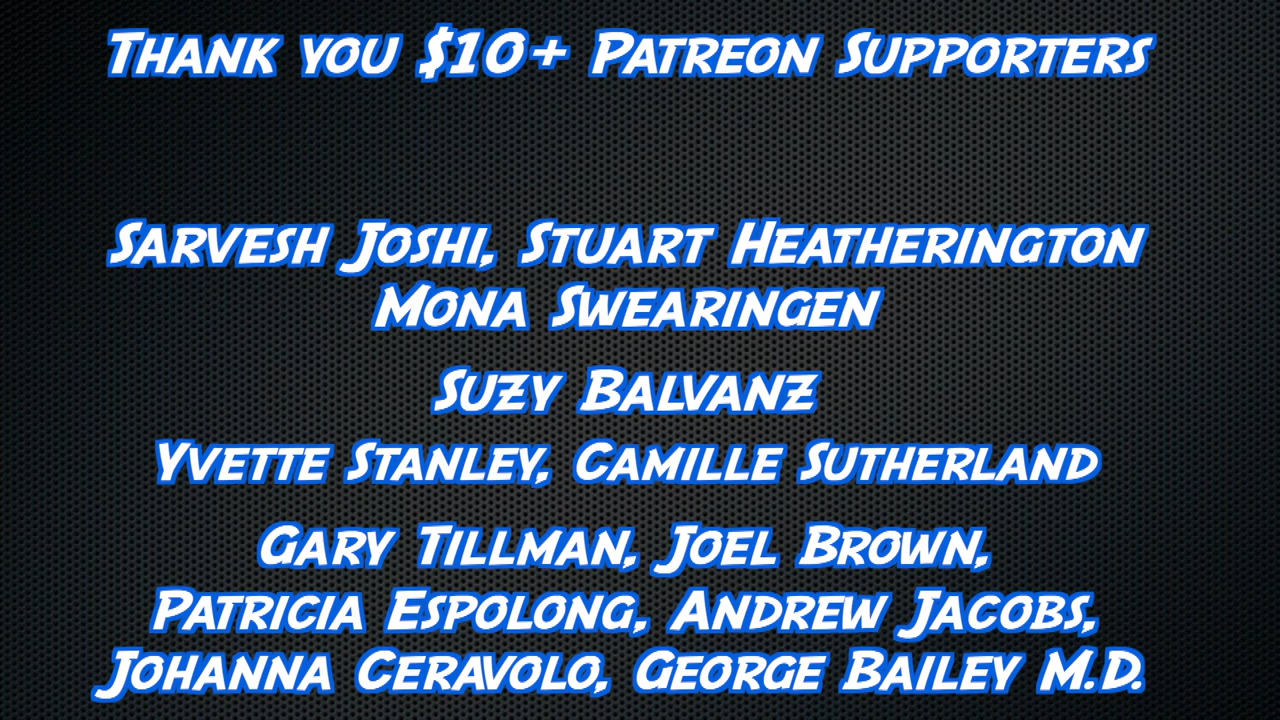 Thank you $10+ Patreon Supporters
Sarvesh Joshi, Stuart Heatherington
Mona Swearingen
Suzy Balvanz
Yvette Stanley, Camille Sutherland
Gary Tillman, Joel Brown,
Patricia Espolong, Andrew Jacobs,
Johanna Ceravolo, George Bailey M.D.